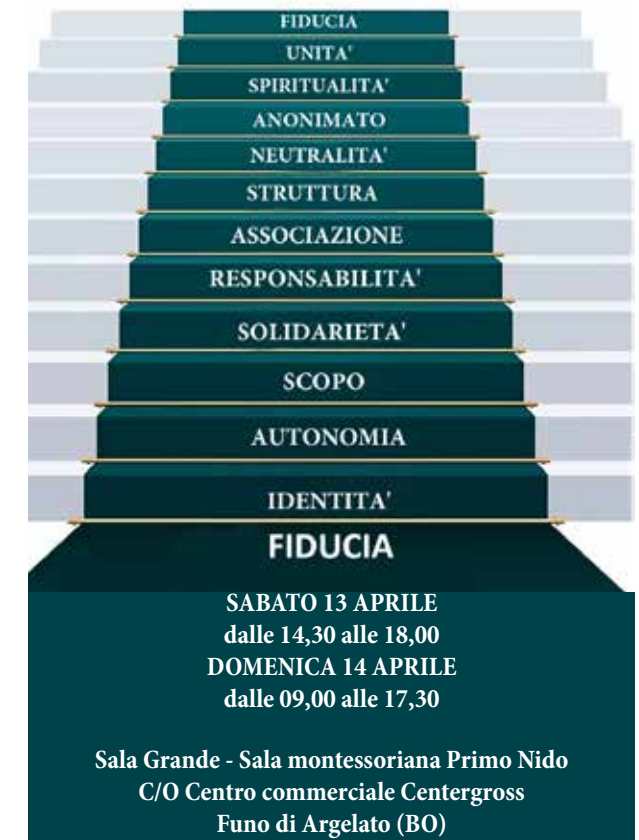 FIDUCIA
UNITA'
SPIRITUALITA'
ANONIMATO
NEUTRALITA'
STRUTTURA
ASSOCIAZIONE
RESPONSABILITA'
SOLIDARIETA'
SCOPO
AUTONOMIA
IDENTITA'
FIDUCIA
SABATO 13 APRILE
dalle 14,30 alle 18,00
DOMENICA 14 APRILE
dalle 09,00 alle 17,30
Sala Grande - Sala montessoriana Primo Nido
C/O Centro commerciale Centergross
Funo di Argelato (BO)